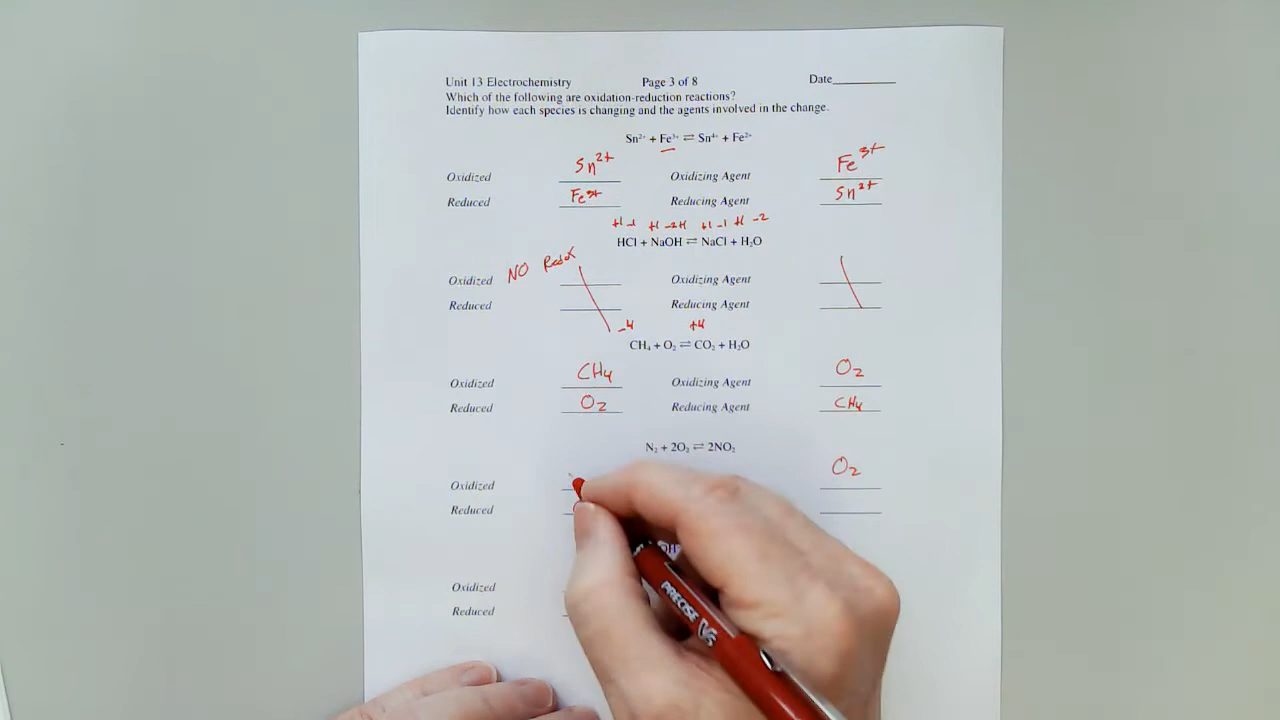 Unit 13 Electrochemistry Page 3 of 8 Date________
Which of the following are oxidation-reduction reactions?
Identify how each species is changing and the agents involved in the change.
Sn²⁺ + Fe³⁺ ⇌ Sn⁴⁺ + Fe²⁺
Oxidized Sn²⁺ Oxidizing Agent Fe³⁺
Reduced Fe³⁺ Reducing Agent Sn²⁺
+1 -1 +1 -2 +1 +1 -1 +1 -2
HCl + NaOH ⇌ NaCl + H₂O
NO Redox
Oxidized Oxidizing Agent
Reduced Reducing Agent
-4 +4
CH₄ + O₂ ⇌ CO₂ + H₂O
Oxidized CH₄ Oxidizing Agent O₂
Reduced O₂ Reducing Agent CH₄
N₂ + 2O₂ ⇌ 2NO₂
Oxidized O₂
Reduced
OH
Oxidized
Reduced
PRECISE V5